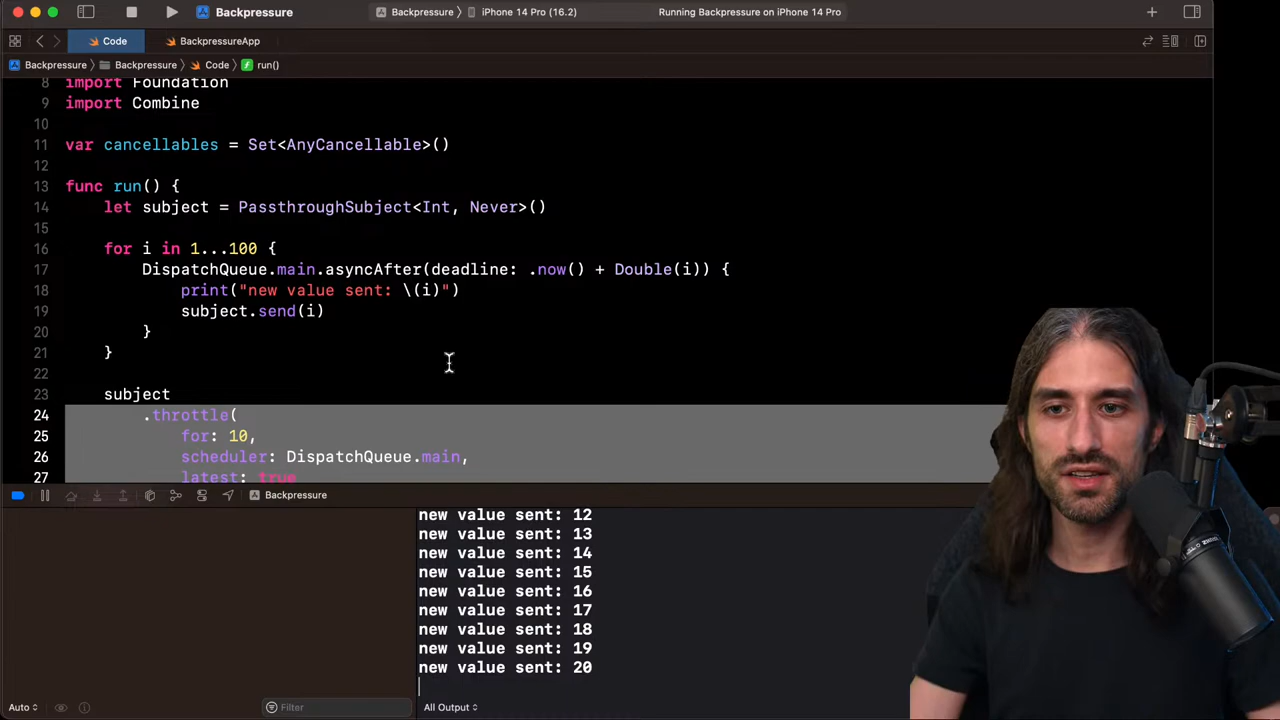 Backpressure
Backpressure
iPhone 14 Pro (16.2)
Running Backpressure on iPhone 14 Pro
Code
BackpressureApp
Backpressure
Backpressure
Code
run()
8 import Foundation
9 import Combine
10
11 var cancellables = Set<AnyCancellable>()
12
13 func run() {
14 let subject = PassthroughSubject<Int, Never>()
15
16 for i in 1...100 {
17 DispatchQueue.main.asyncAfter(deadline: .now() + Double(i)) {
18 print("new value sent: \(i)")
19 subject.send(i)
20 }
21 }
22
23 subject
24 .throttle(
25 for: 10,
26 scheduler: DispatchQueue.main,
27 latest: true
Backpressure
new value sent: 12
new value sent: 13
new value sent: 14
new value sent: 15
new value sent: 16
new value sent: 17
new value sent: 18
new value sent: 19
new value sent: 20
Auto
Filter
All Output